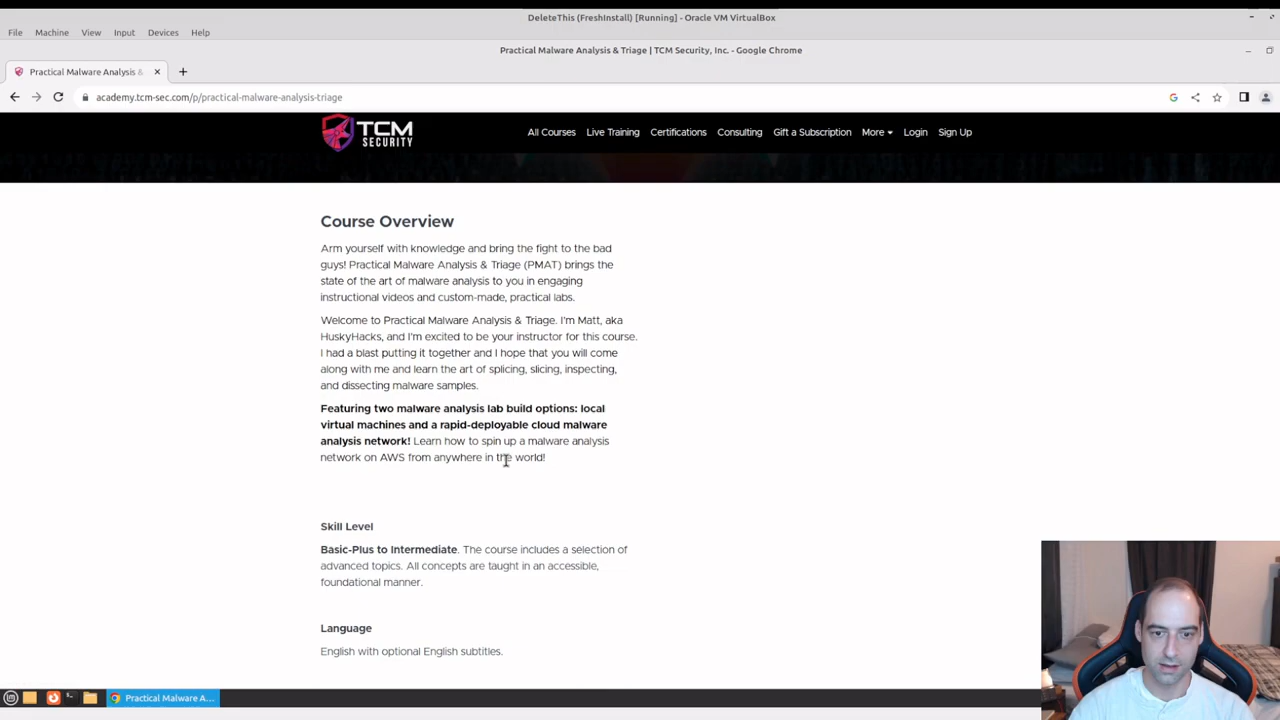 DeleteThis (FreshInstall) [Running] - Oracle VM VirtualBox
File Machine View Input Devices Help
Practical Malware Analysis & Triage | TCM Security, Inc. - Google Chrome
Practical Malware Analysis &
academy.tcm-sec.com/p/practical-malware-analysis-triage
TCM
SECURITY
All Courses Live Training Certifications Consulting Gift a Subscription More Login Sign Up
Course Overview
Arm yourself with knowledge and bring the fight to the bad
guys! Practical Malware Analysis & Triage (PMAT) brings the
state of the art of malware analysis to you in engaging
instructional videos and custom-made, practical labs.
Welcome to Practical Malware Analysis & Triage. I'm Matt, aka
HuskyHacks, and I'm excited to be your instructor for this course.
I had a blast putting it together and I hope that you will come
along with me and learn the art of splicing, slicing, inspecting,
and dissecting malware samples.
Featuring two malware analysis lab build options: local
virtual machines and a rapid-deployable cloud malware
analysis network! Learn how to spin up a malware analysis
network on AWS from anywhere in the world!
Skill Level
Basic-Plus to Intermediate. The course includes a selection of
advanced topics. All concepts are taught in an accessible,
foundational manner.
Language
English with optional English subtitles.
Practical Malware A...